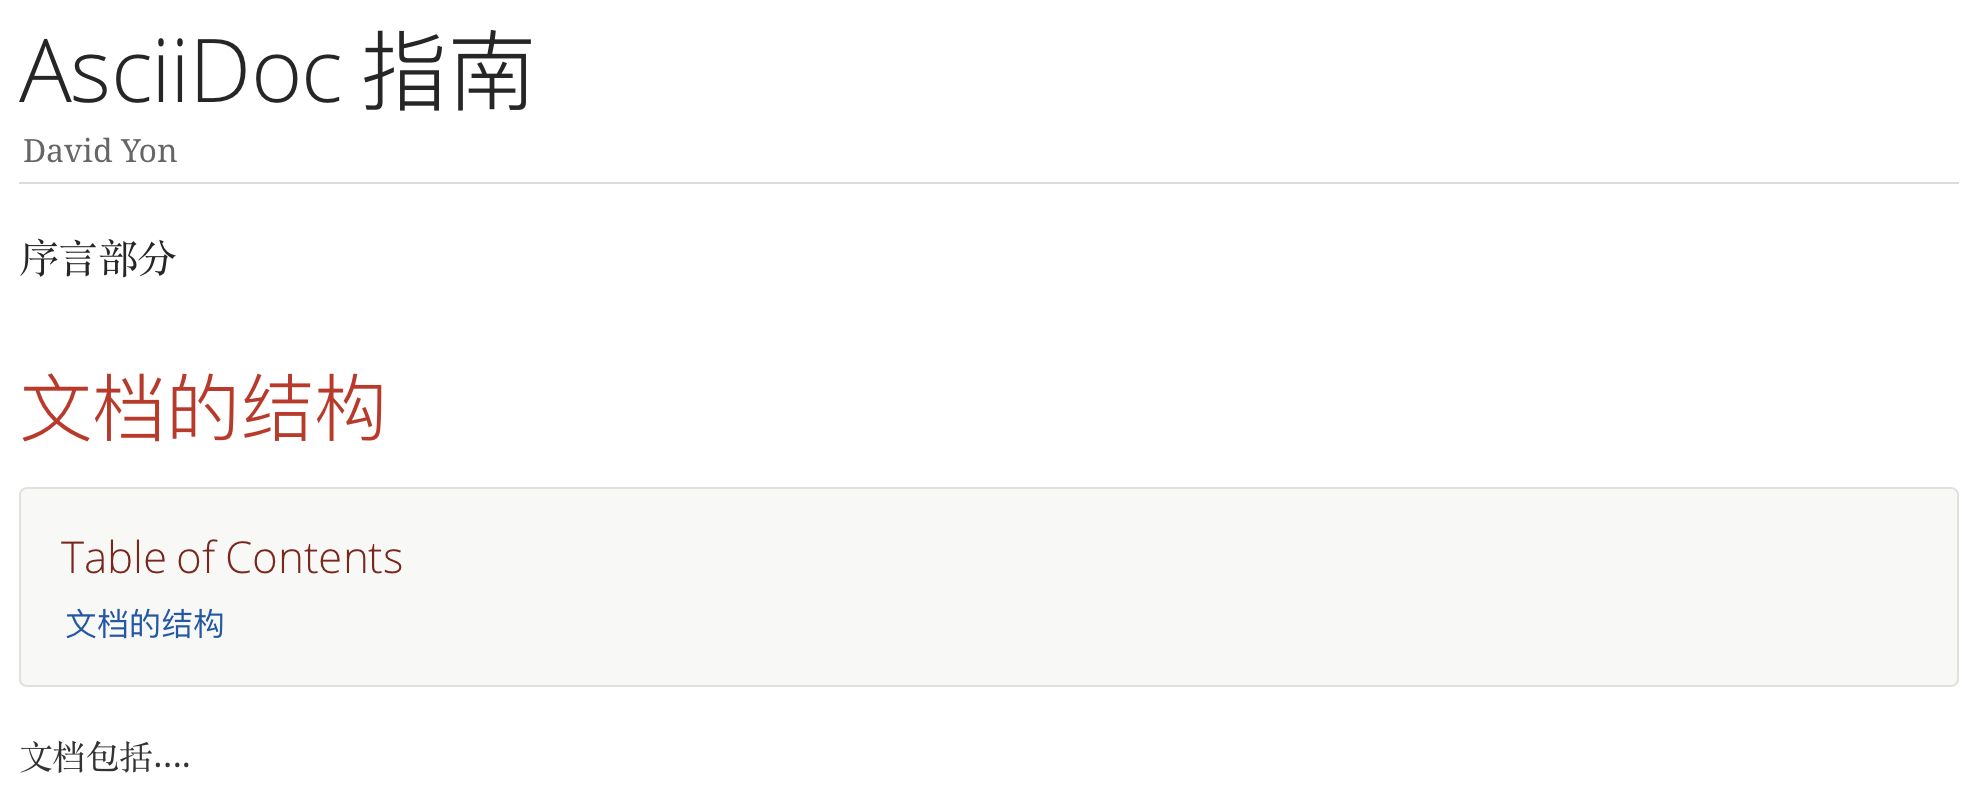 AsciiDoc 指南
David Yon
序言部分
文档的结构
Table of Contents
文档的结构
文档包括....